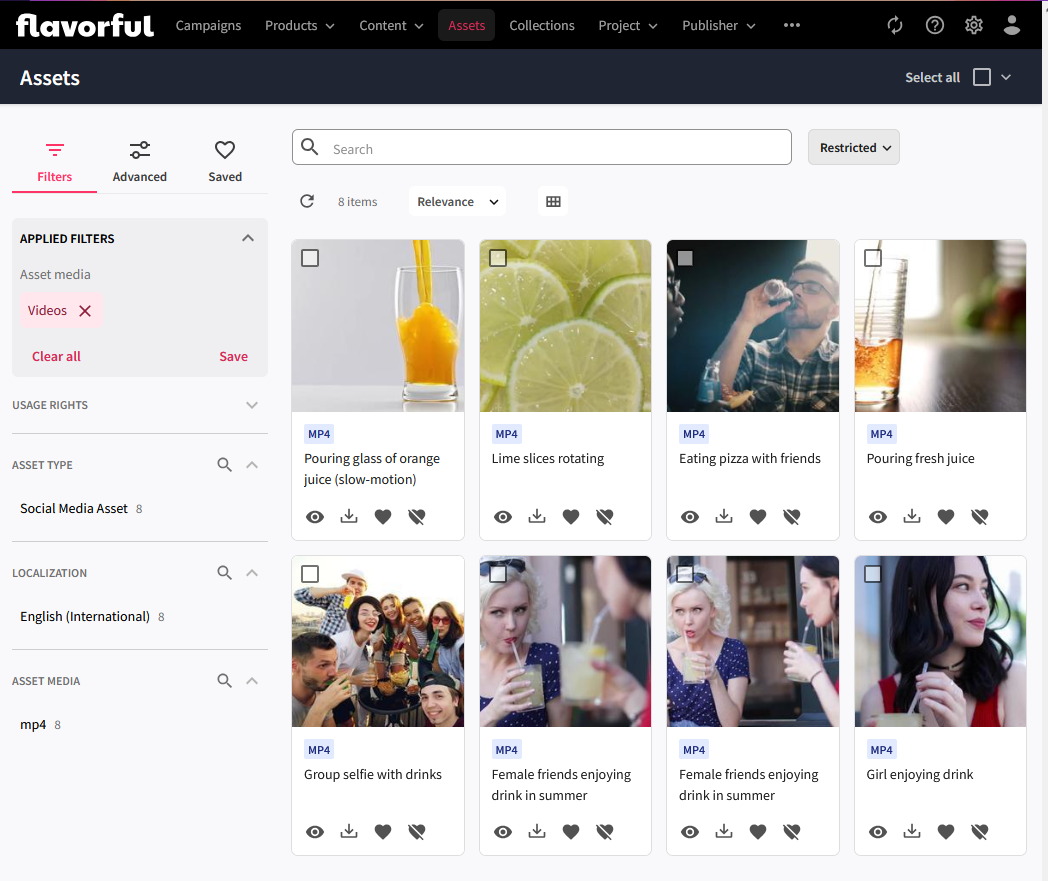 flavorful
Campaigns Products Content Assets Collections Project Publisher
Assets
Select all
Filters Advanced Saved
Search
Restricted
8 items Relevance
APPLIED FILTERS
Asset media
Videos
Clear all Save
USAGE RIGHTS
ASSET TYPE
Social Media Asset 8
LOCALIZATION
English (International) 8
ASSET MEDIA
mp4 8
MP4
Pouring glass of orange
juice (slow-motion)
MP4
Lime slices rotating
MP4
Eating pizza with friends
MP4
Pouring fresh juice
MP4
Group selfie with drinks
MP4
Female friends enjoying
drink in summer
MP4
Female friends enjoying
drink in summer
MP4
Girl enjoying drink